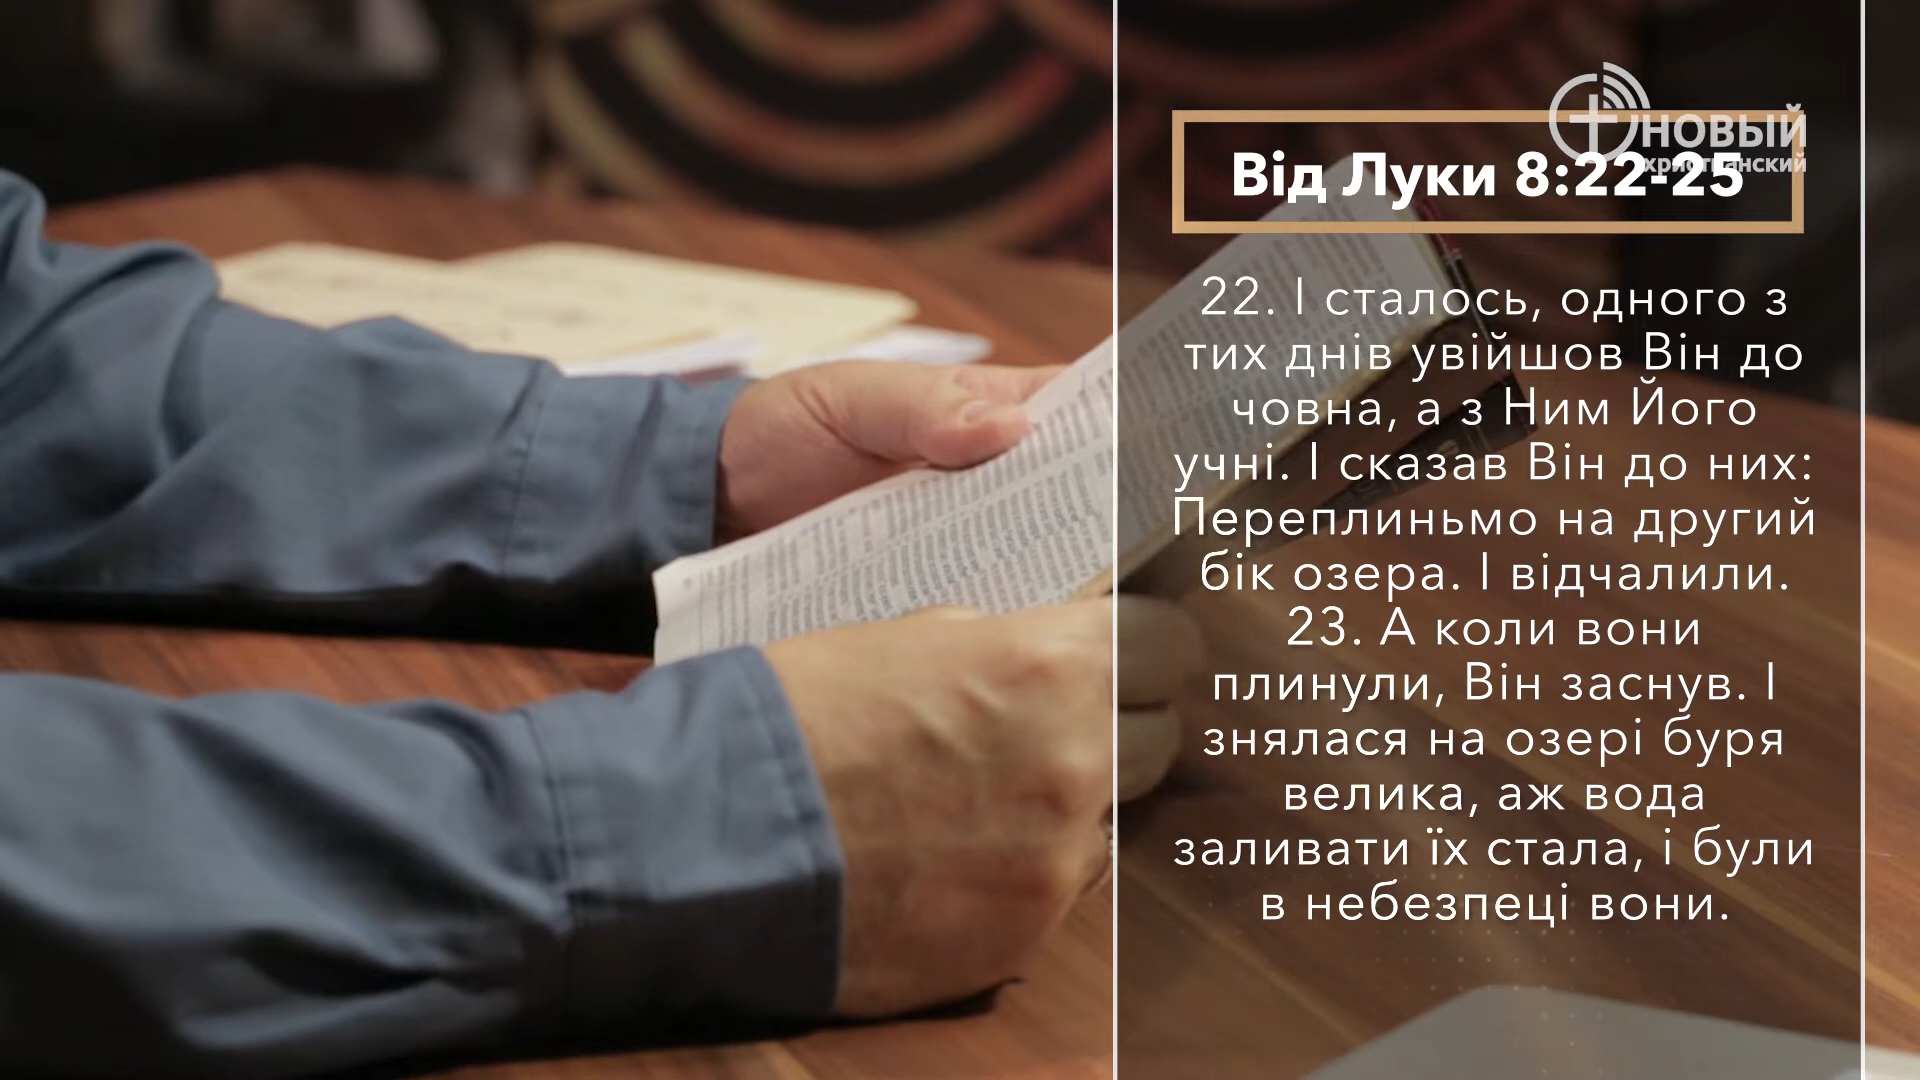 НОВЫЙ
христианский
Від Луки 8:22-25
22. І сталось, одного з
тих днів увійшов Він до
човна, а з Ним Його
учні. І сказав Він до них:
Переплиньмо на другий
бік озера. І відчалили.
23. А коли вони
плинули, Він заснув. І
знялася на озері буря
велика, аж вода
заливати їх стала, і були
в небезпеці вони.